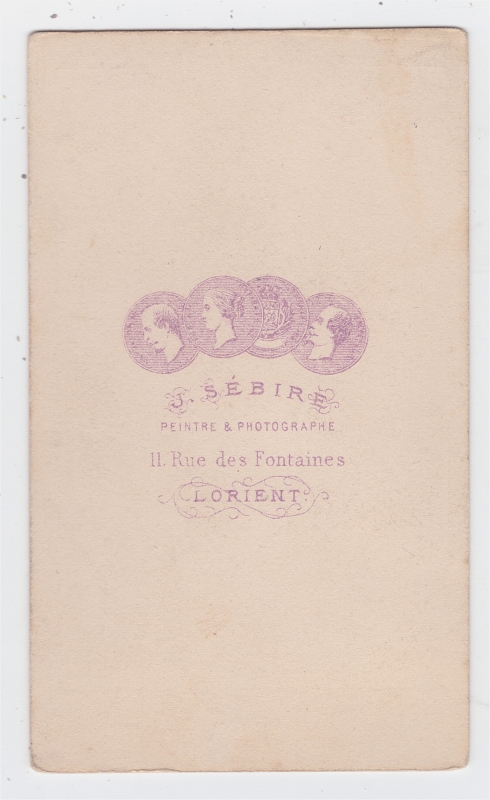 J. SÉBIRE
PEINTRE & PHOTOGRAPHE
11. Rue des Fontaines
LORIENT.